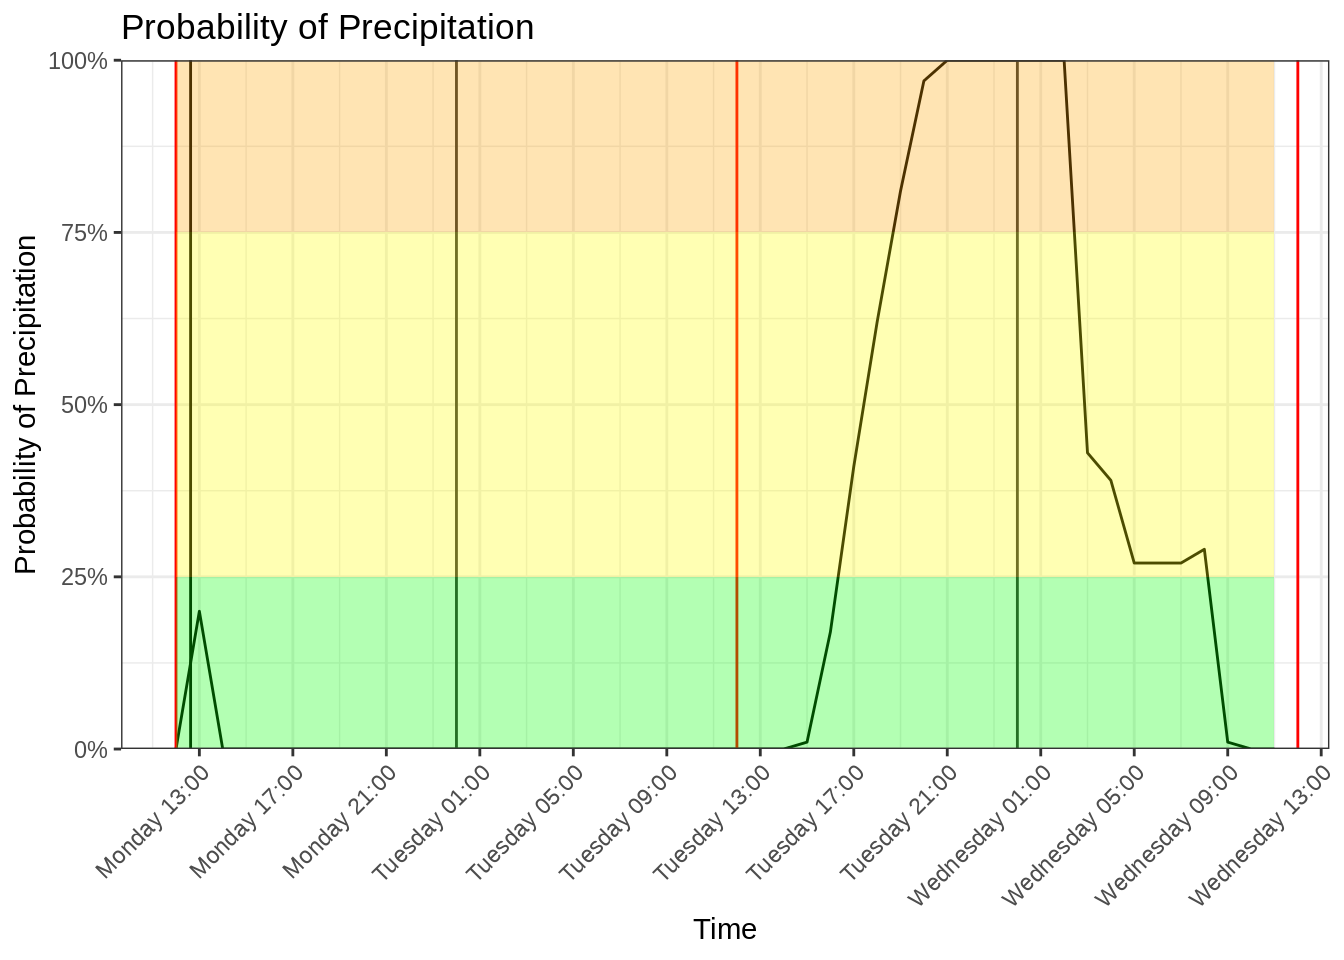 Probability of Precipitation
Probability of Precipitation
100%
75%
50%
25%
0%
Monday 13:00
Monday 17:00
Monday 21:00
Tuesday 01:00
Tuesday 05:00
Tuesday 09:00
Tuesday 13:00
Tuesday 17:00
Tuesday 21:00
Wednesday 01:00
Wednesday 05:00
Wednesday 09:00
Wednesday 13:00
Time